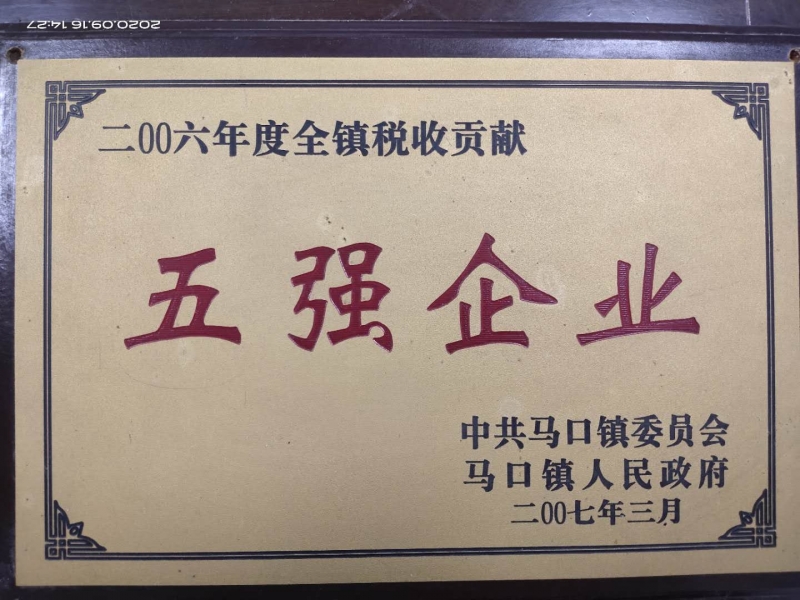 2020.09.16 14:27
二00六年度全镇税收贡献
五强企业
中共马口镇委员会
马口镇人民政府
二00七年三月